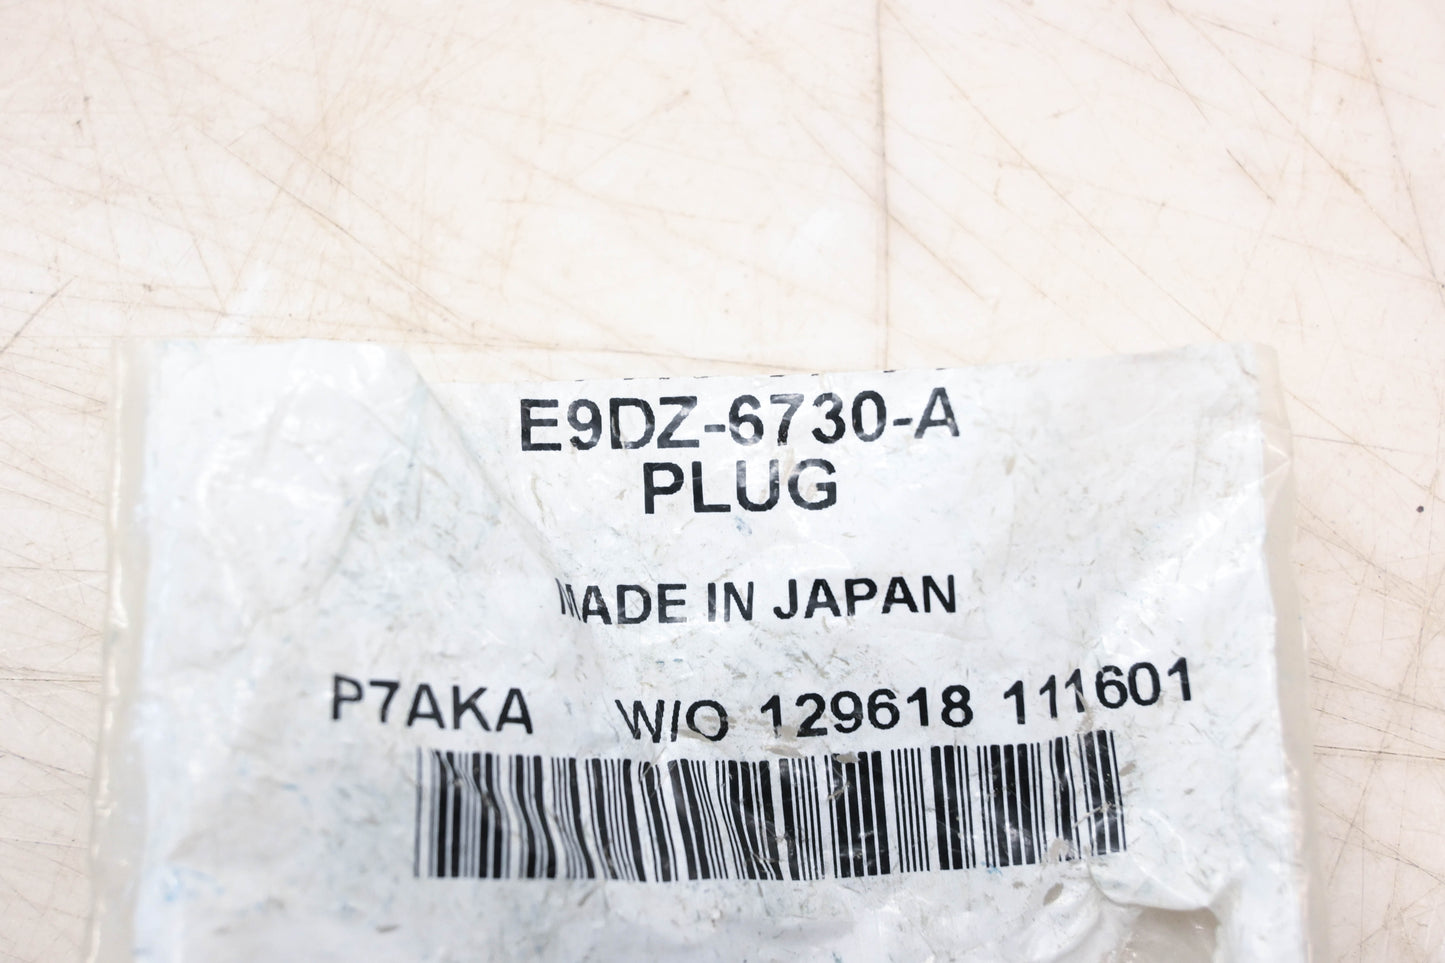 E9DZ-6730-A
PLUG
MADE IN JAPAN
P7AKA W/O 129618 111601